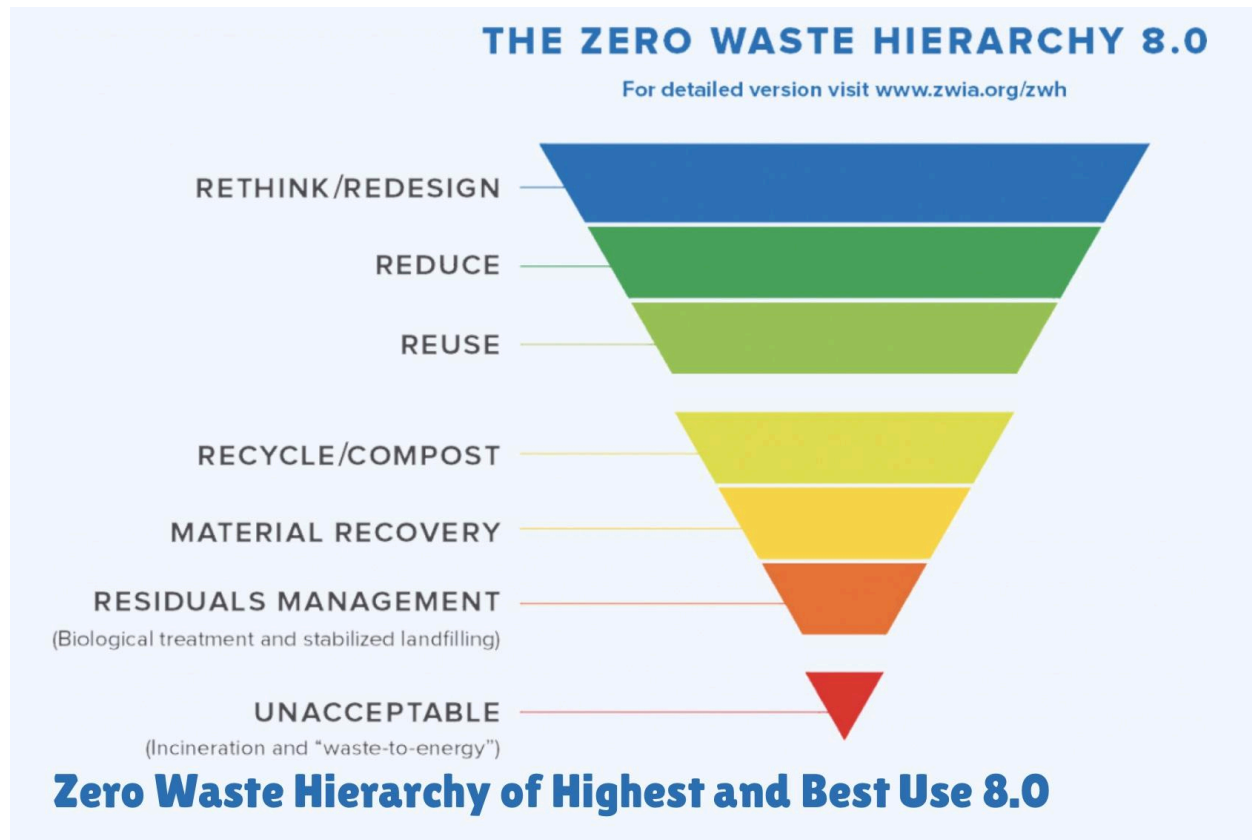 THE ZERO WASTE HIERARCHY 8.0
For detailed version visit www.zwia.org/zwh
RETHINK/REDESIGN
REDUCE
REUSE
RECYCLE/COMPOST
MATERIAL RECOVERY
RESIDUALS MANAGEMENT
(Biological treatment and stabilized landfilling)
UNACCEPTABLE
(Incineration and “waste-to-energy”)
Zero Waste Hierarchy of Highest and Best Use 8.0